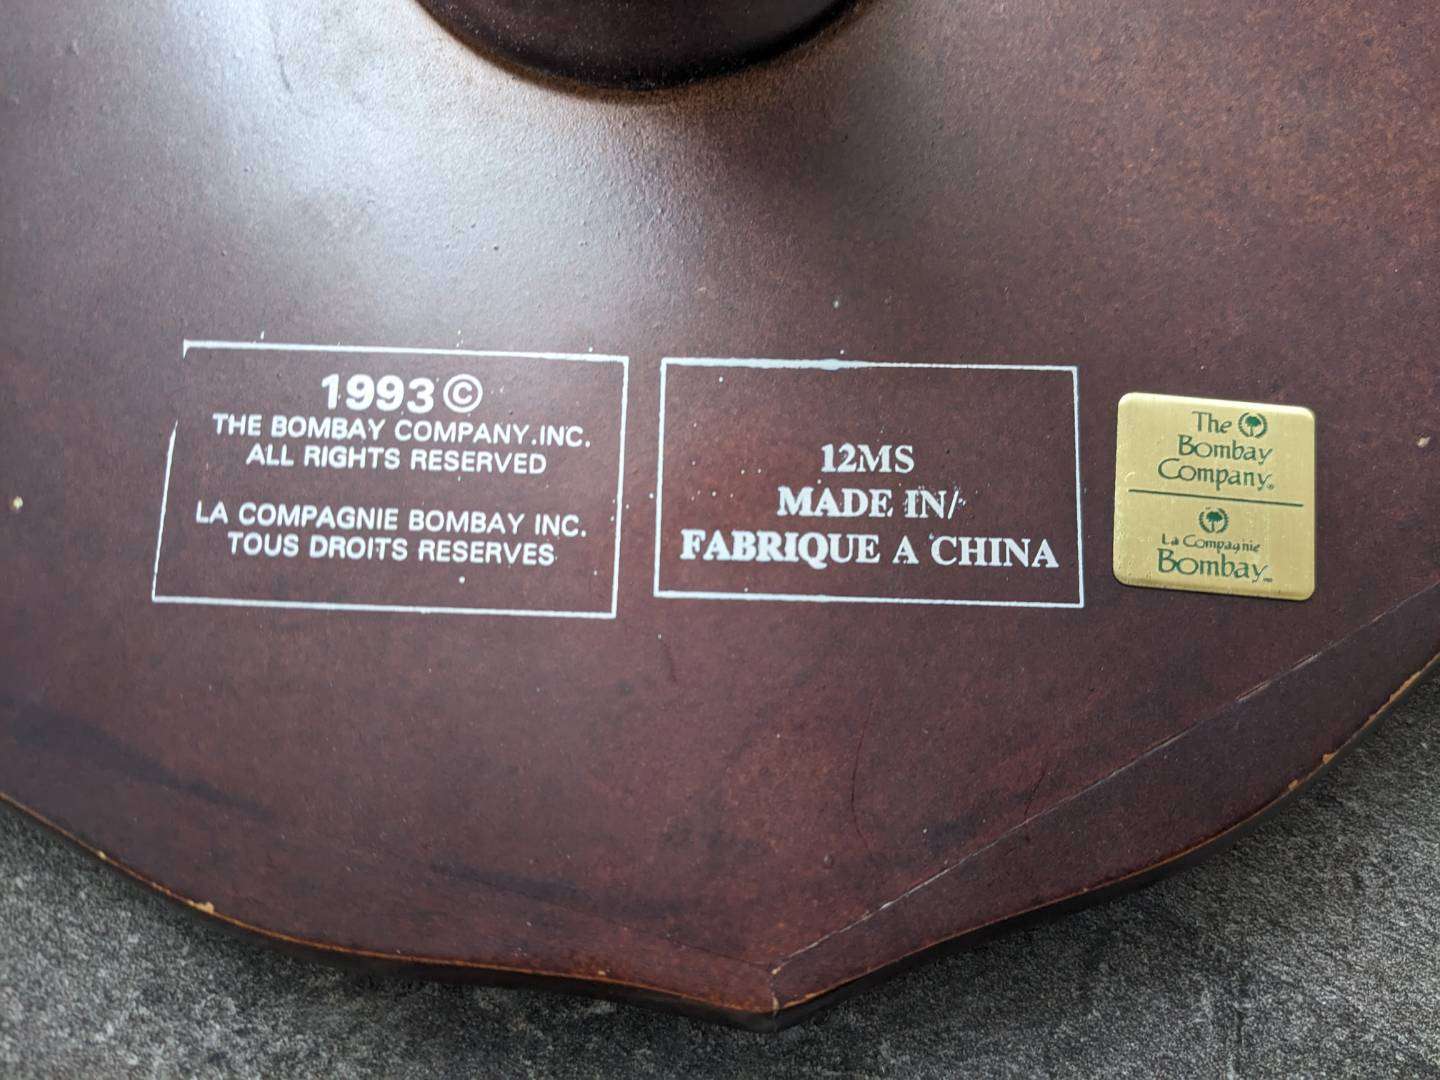 1993©
THE BOMBAY COMPANY.INC.
ALL RIGHTS RESERVED
LA COMPAGNIE BOMBAY INC.
TOUS DROITS RESERVES
12MS
MADE IN/
FABRIQUE A CHINA
The
Bombay
Company®
La Compagnie
Bombay